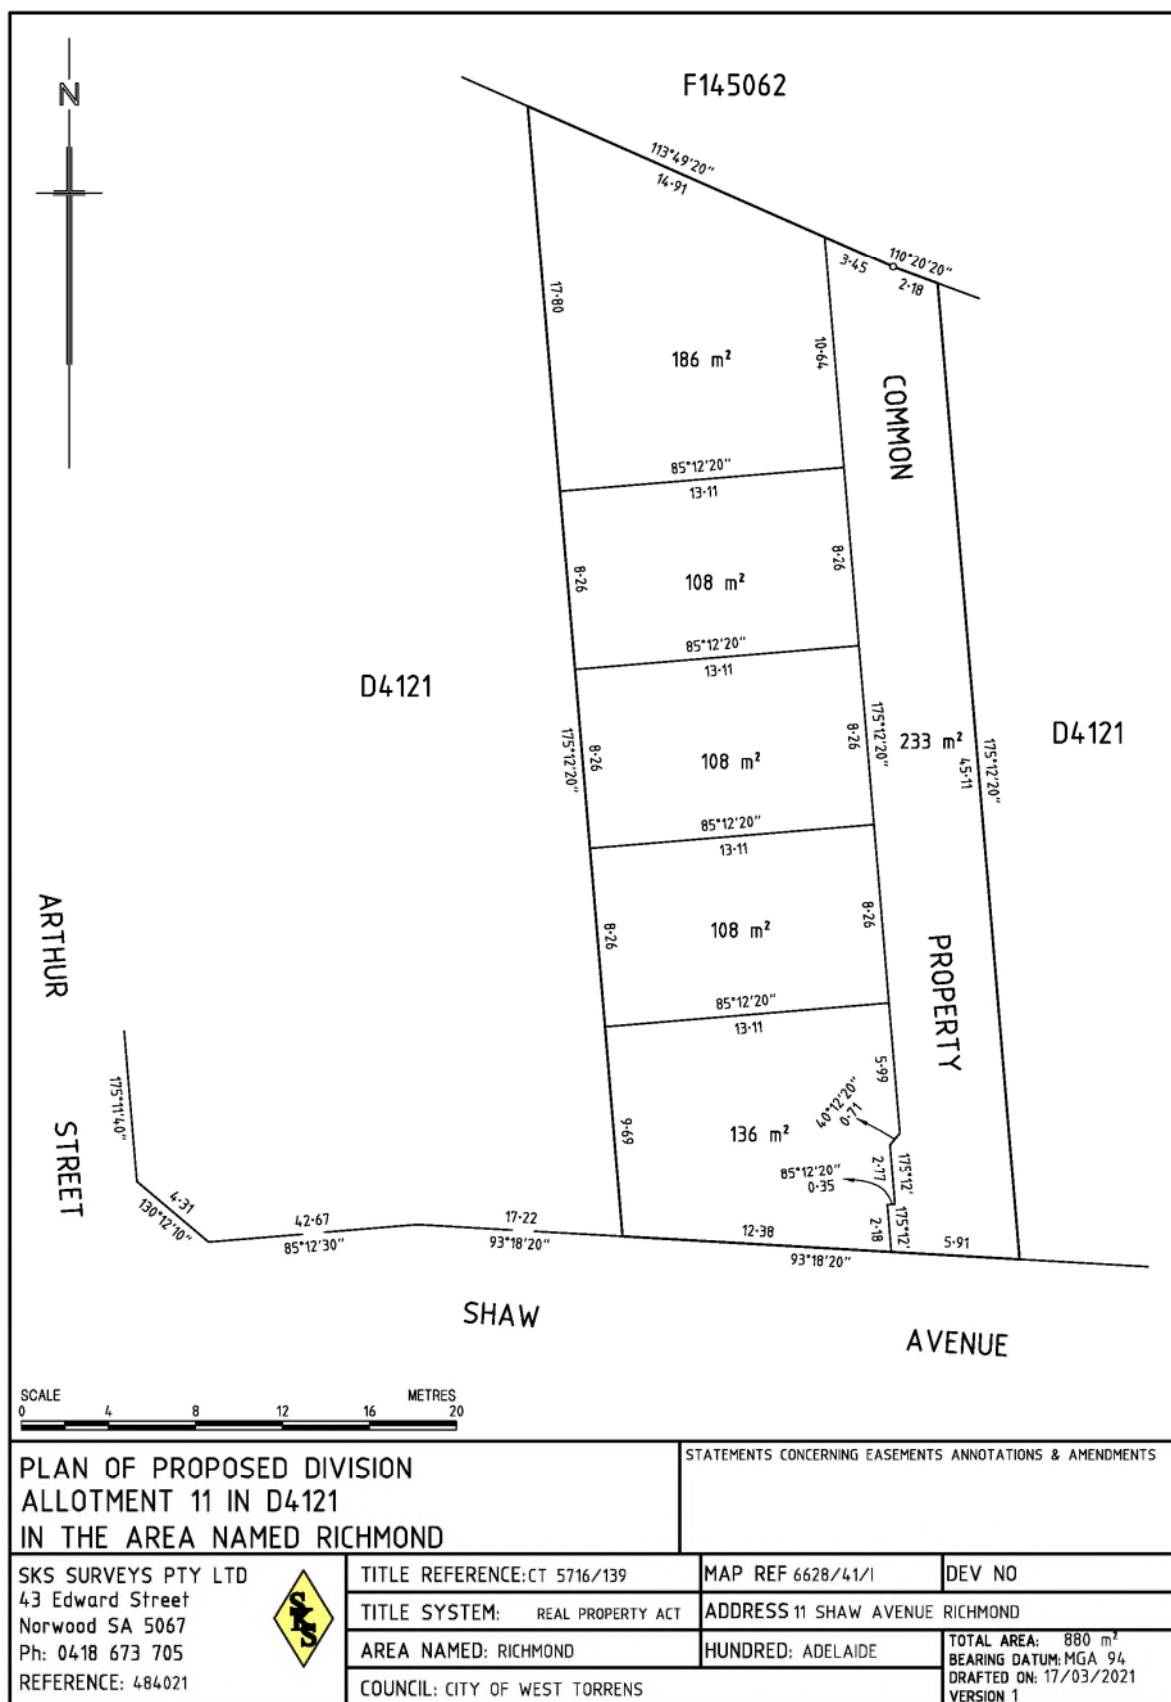 F145062
N
113°49'20"
14·91
3·45
110°20'20"
2·18
17·80
10·64
186 m²
COMMON
85°12'20"
13·11
8·26
8·26
108 m²
85°12'20"
13·11
D4121
175°12'20"
8·26
8·26
175°12'20"
108 m²
233 m²
45·11
175°12'20"
D4121
85°12'20"
13·11
8·26
8·26
108 m²
PROPERTY
85°12'20"
13·11
ARTHUR
STREET
175°11'40"
5·99
40°12'20"
0·71
9·69
136 m²
85°12'20"
0·35
2·77
175°12'
2·18
175°12'
4·31
130°12'10"
42·67
85°12'30"
17·22
93°18'20"
12·38
93°18'20"
5·91
SHAW
AVENUE
SCALE
METRES
0 4 8 12 16 20
PLAN OF PROPOSED DIVISION
ALLOTMENT 11 IN D4121
IN THE AREA NAMED RICHMOND
STATEMENTS CONCERNING EASEMENTS ANNOTATIONS & AMENDMENTS
SKS SURVEYS PTY LTD
43 Edward Street
Norwood SA 5067
Ph: 0418 673 705
REFERENCE: 484021
SKS
TITLE REFERENCE: CT 5716/139
MAP REF 6628/41/I
DEV NO
TITLE SYSTEM: REAL PROPERTY ACT
ADDRESS 11 SHAW AVENUE RICHMOND
AREA NAMED: RICHMOND
HUNDRED: ADELAIDE
COUNCIL: CITY OF WEST TORRENS
TOTAL AREA: 880 m²
BEARING DATUM: MGA 94
DRAFTED ON: 17/03/2021
VERSION 1